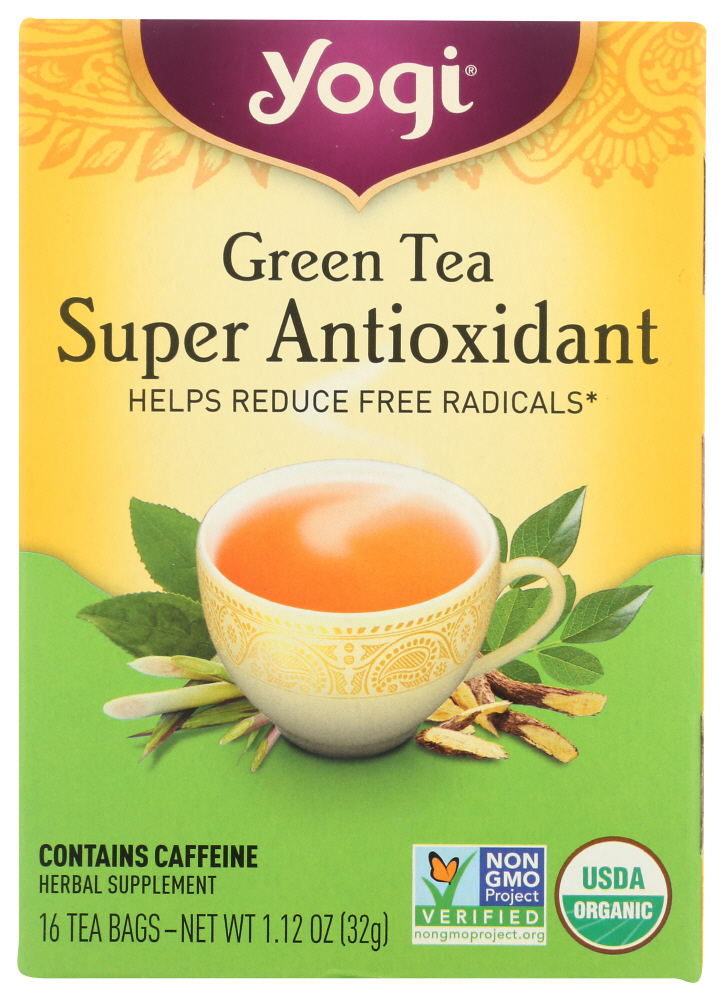 yogi®
Green Tea
Super Antioxidant
HELPS REDUCE FREE RADICALS*
CONTAINS CAFFEINE
HERBAL SUPPLEMENT
16 TEA BAGS – NET WT 1.12 OZ (32g)
NON
GMO
Project
VERIFIED
nongmoproject.org
USDA
ORGANIC